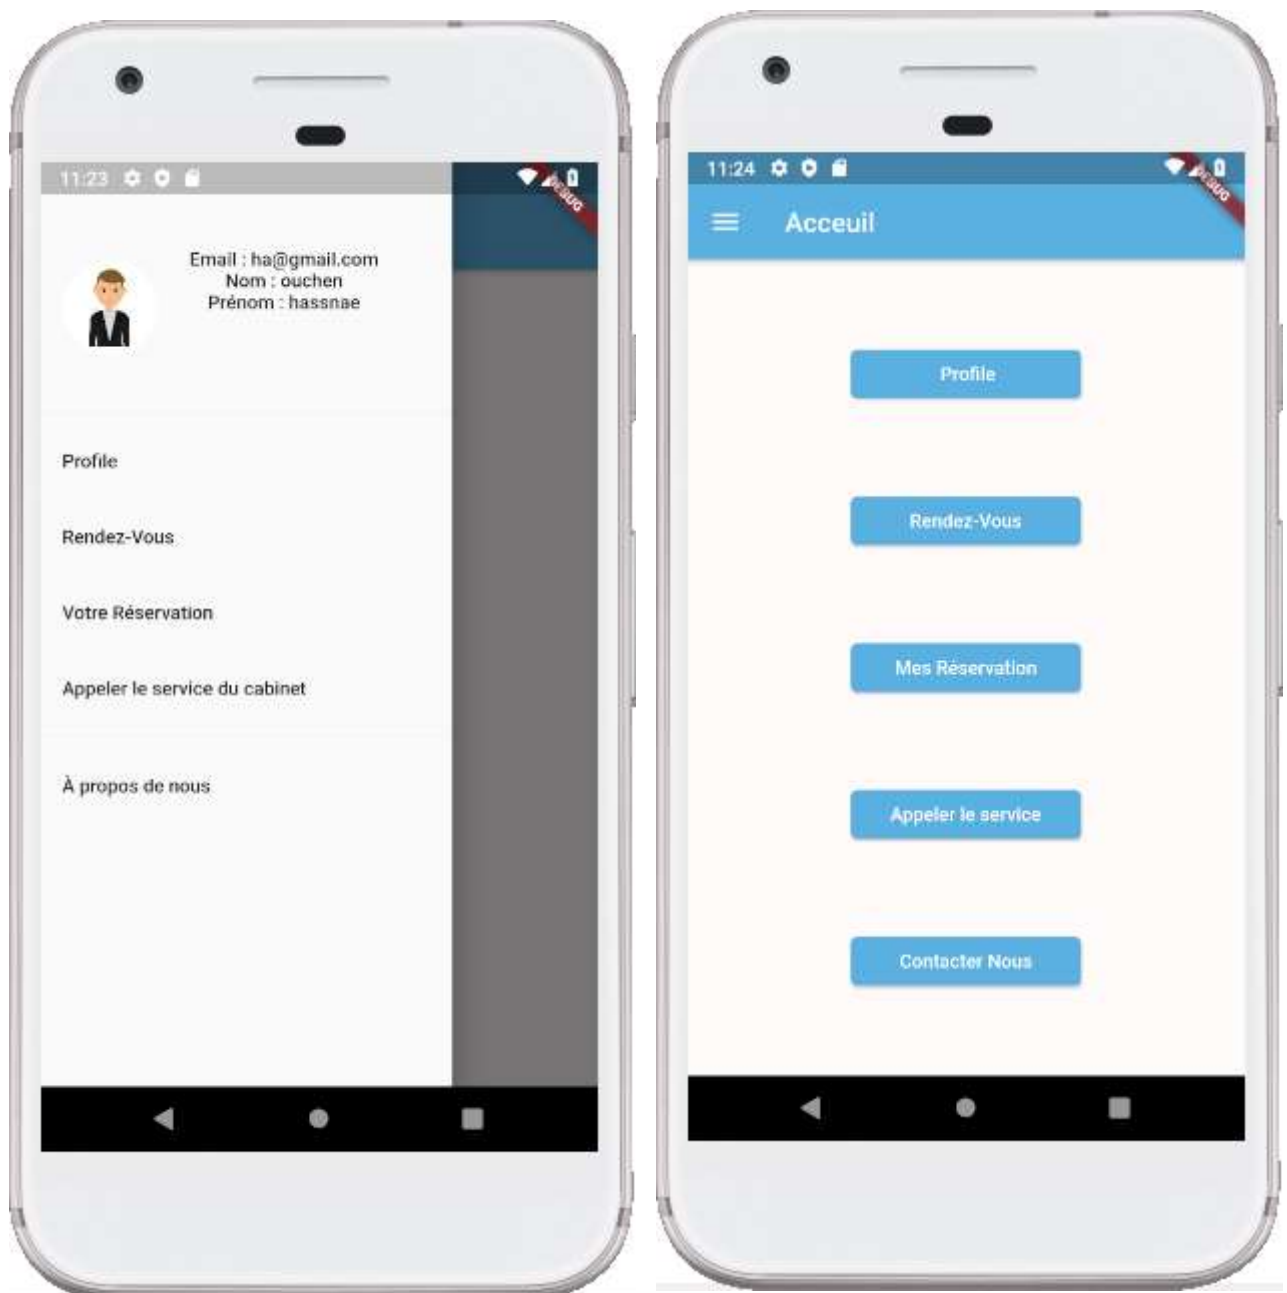 11:23
DEBUG
Email : ha@gmail.com
Nom : ouchen
Prénom : hassnae
Profile
Rendez-Vous
Votre Réservation
Appeler le service du cabinet
À propos de nous
11:24
DEBUG
Acceuil
Profile
Rendez-Vous
Mes Réservation
Appeler le service
Contacter Nous